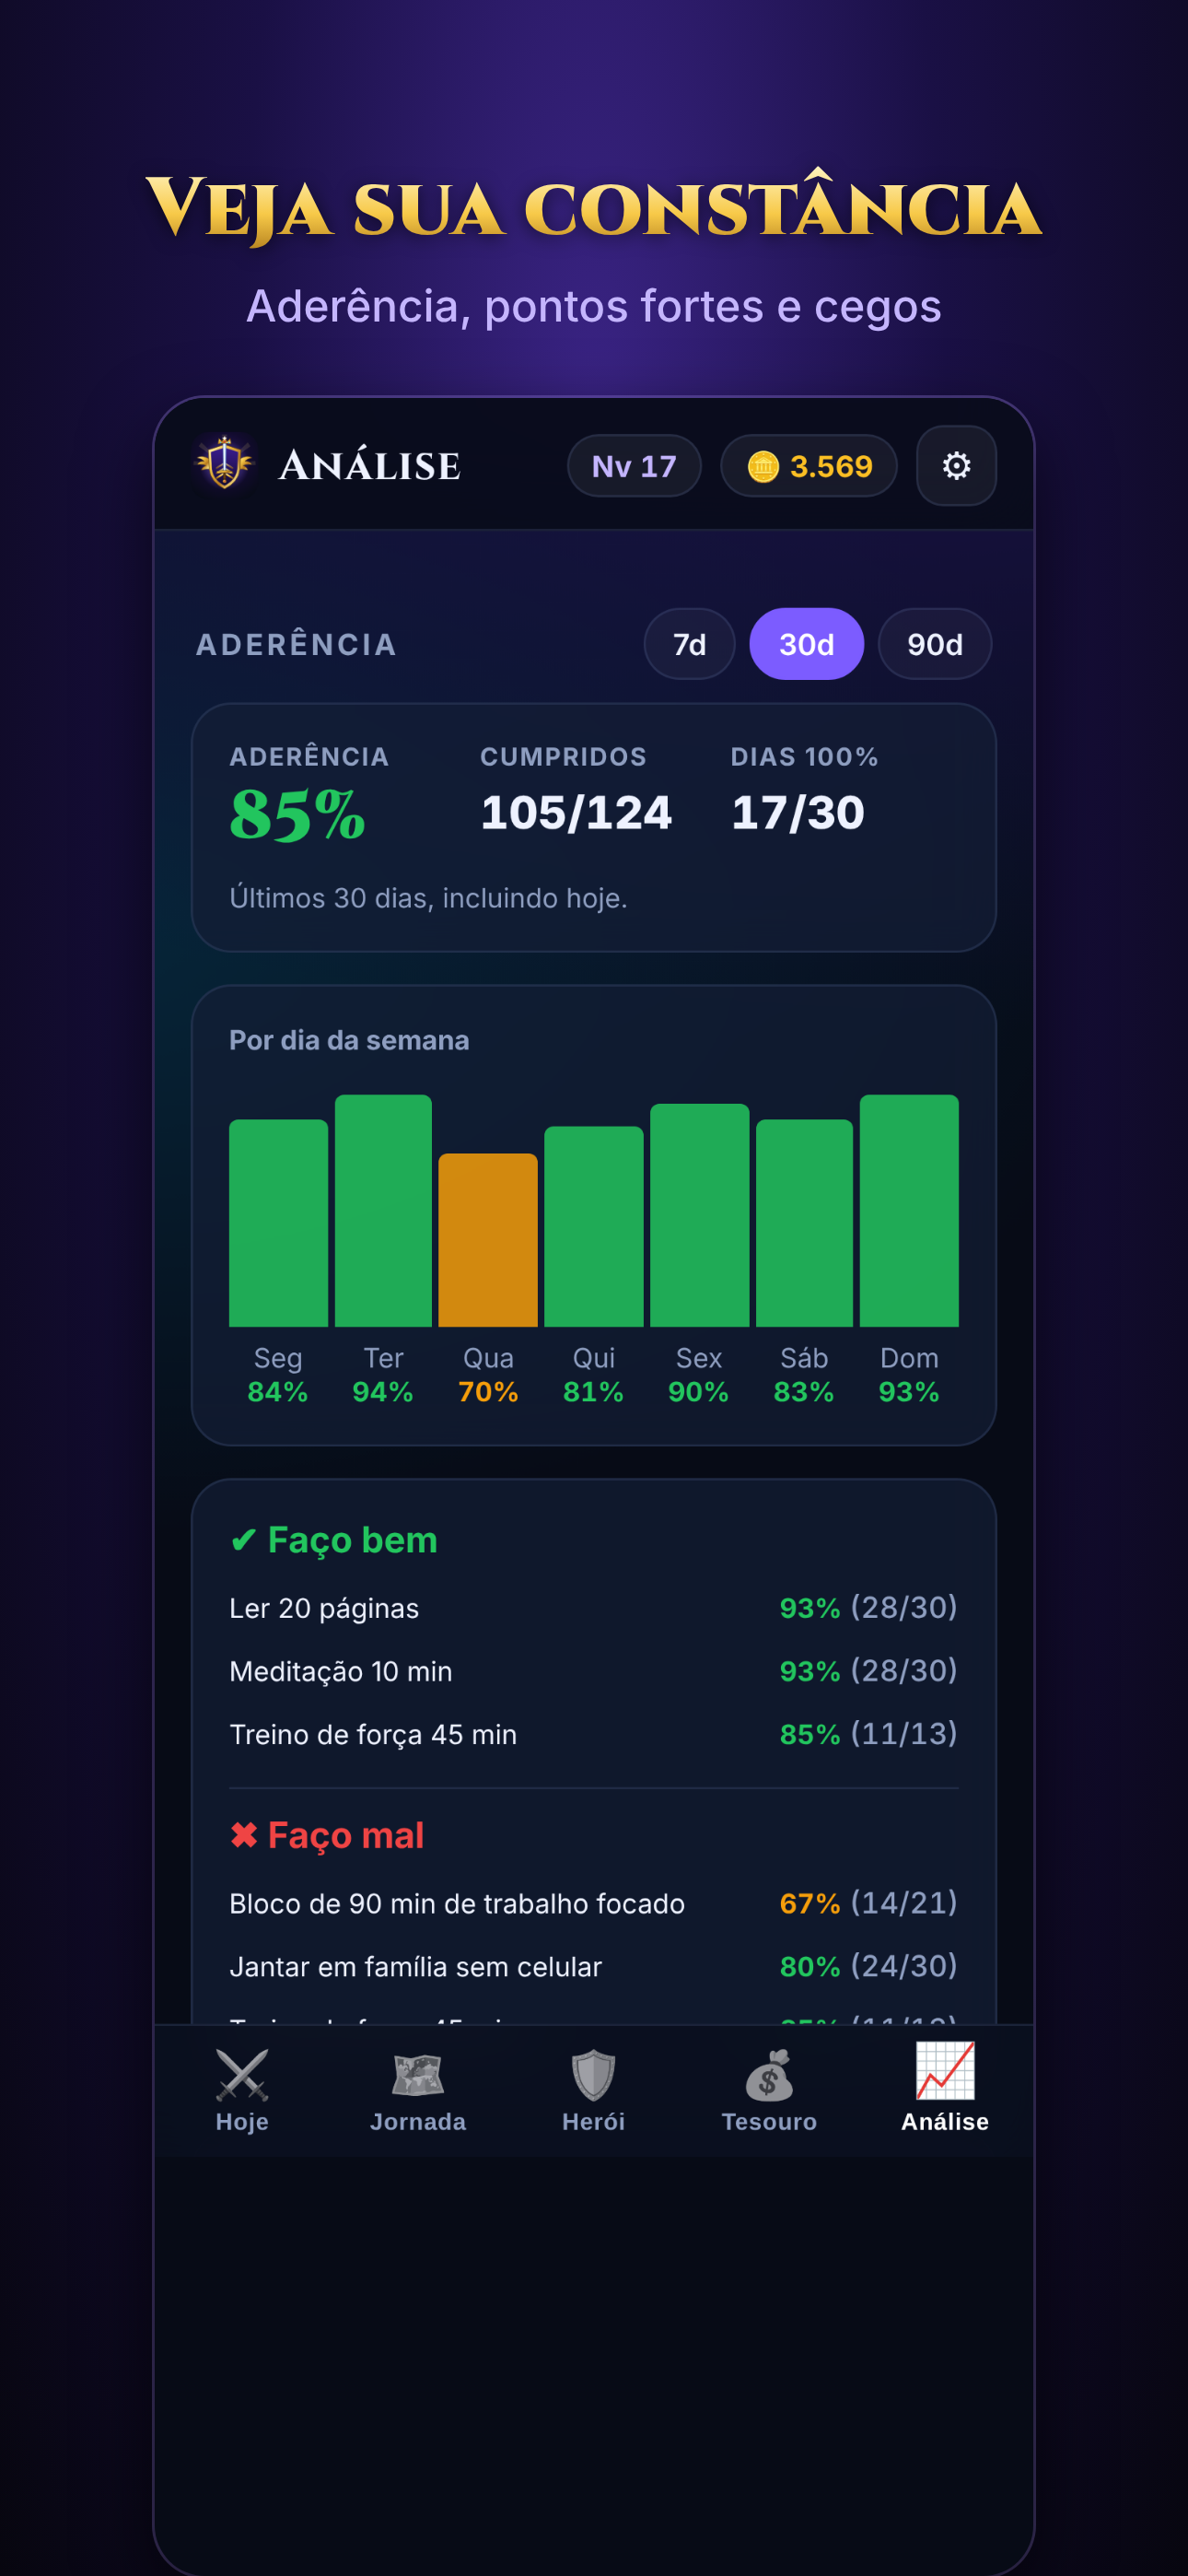 Veja sua constância
Aderência, pontos fortes e cegos
Análise
Nv 17
3.569
ADERÊNCIA
7d
30d
90d
ADERÊNCIA
CUMPRIDOS
DIAS 100%
85%
105/124
17/30
Últimos 30 dias, incluindo hoje.
Por dia da semana
Seg
Ter
Qua
Qui
Sex
Sáb
Dom
84%
94%
70%
81%
90%
83%
93%
✔ Faço bem
Ler 20 páginas 93% (28/30)
Meditação 10 min 93% (28/30)
Treino de força 45 min 85% (11/13)
✖ Faço mal
Bloco de 90 min de trabalho focado 67% (14/21)
Jantar em família sem celular 80% (24/30)
Hoje
Jornada
Herói
Tesouro
Análise